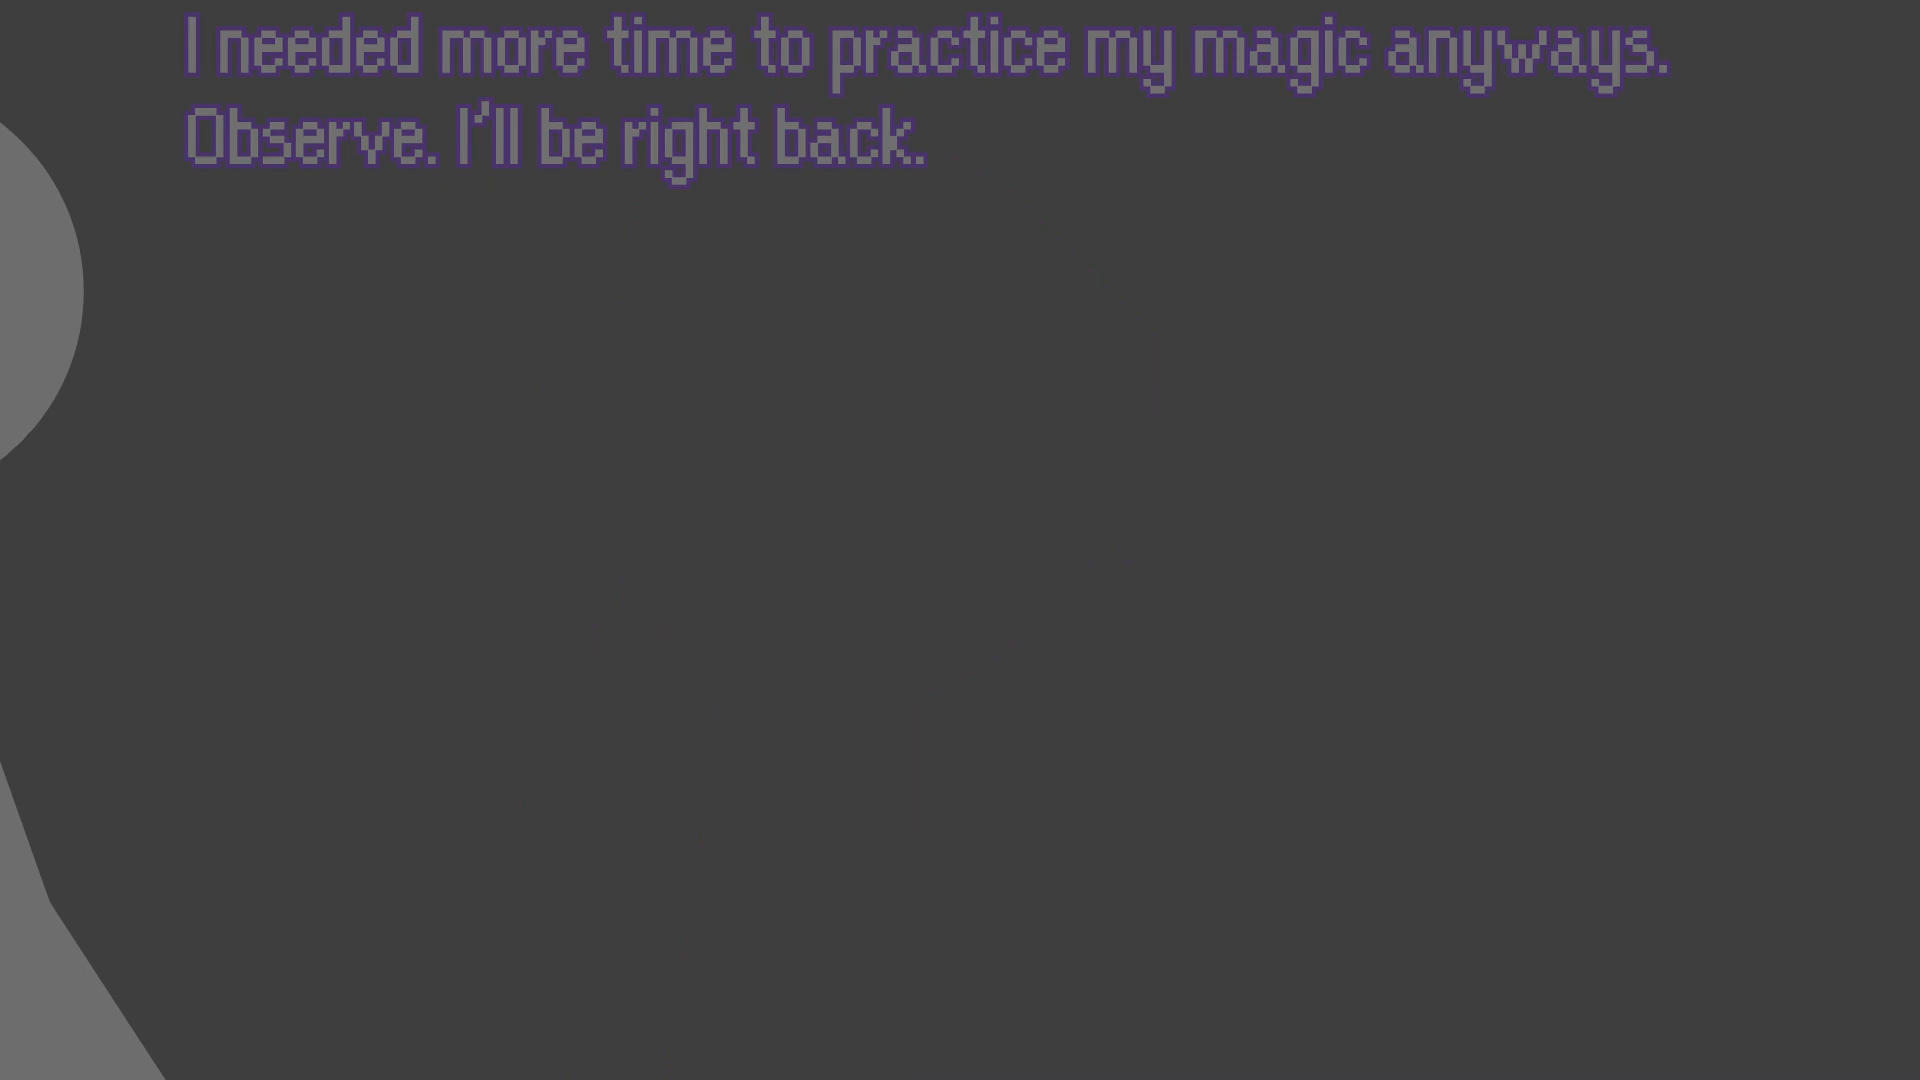 I needed more time to practice my magic anyways.
Observe. I'll be right back.